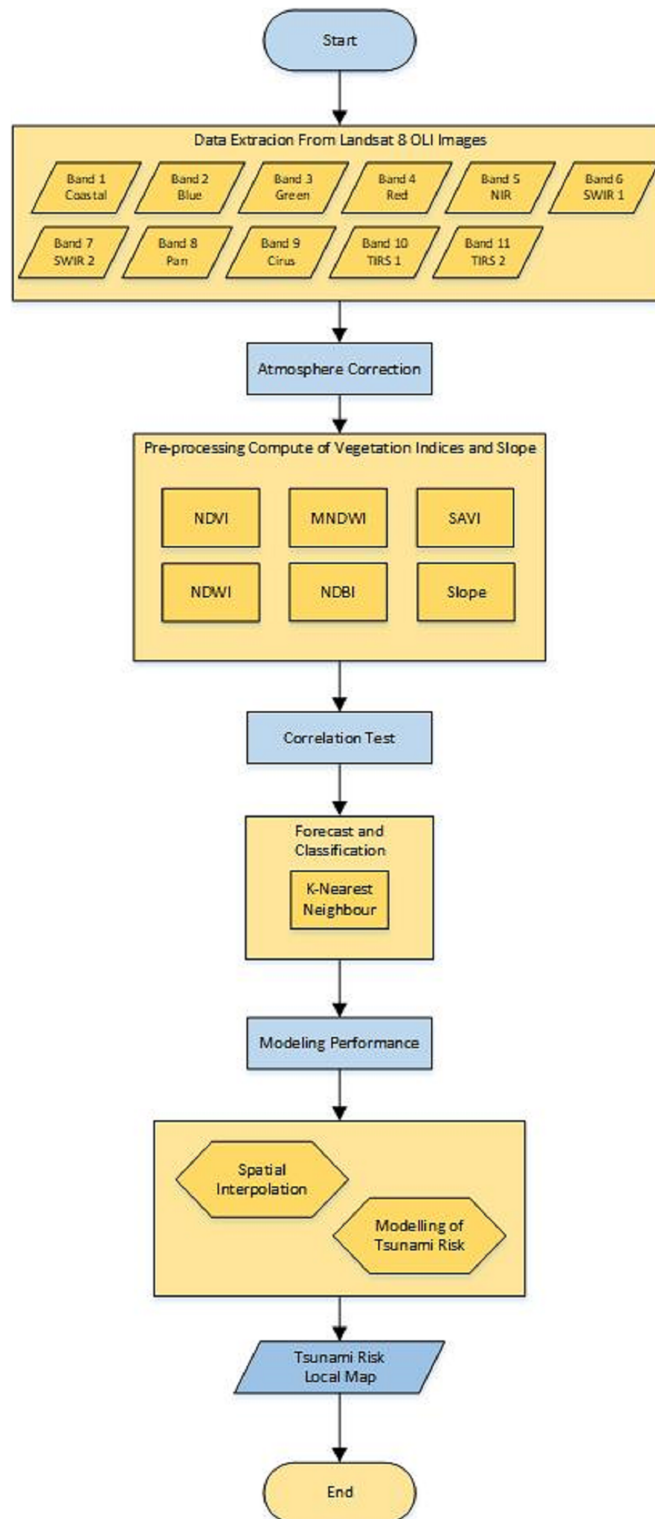 Start
Data Extracion From Landsat 8 OLI Images
Band 1
Coastal
Band 2
Blue
Band 3
Green
Band 4
Red
Band 5
NIR
Band 6
SWIR 1
Band 7
SWIR 2
Band 8
Pan
Band 9
Cirus
Band 10
TIRS 1
Band 11
TIRS 2
Atmosphere Correction
Pre-processing Compute of Vegetation Indices and Slope
NDVI
MNDWI
SAVI
NDWI
NDBI
Slope
Correlation Test
Forecast and
Classification
K-Nearest
Neighbour
Modeling Performance
Spatial
Interpolation
Modelling of
Tsunami Risk
Tsunami Risk
Local Map
End